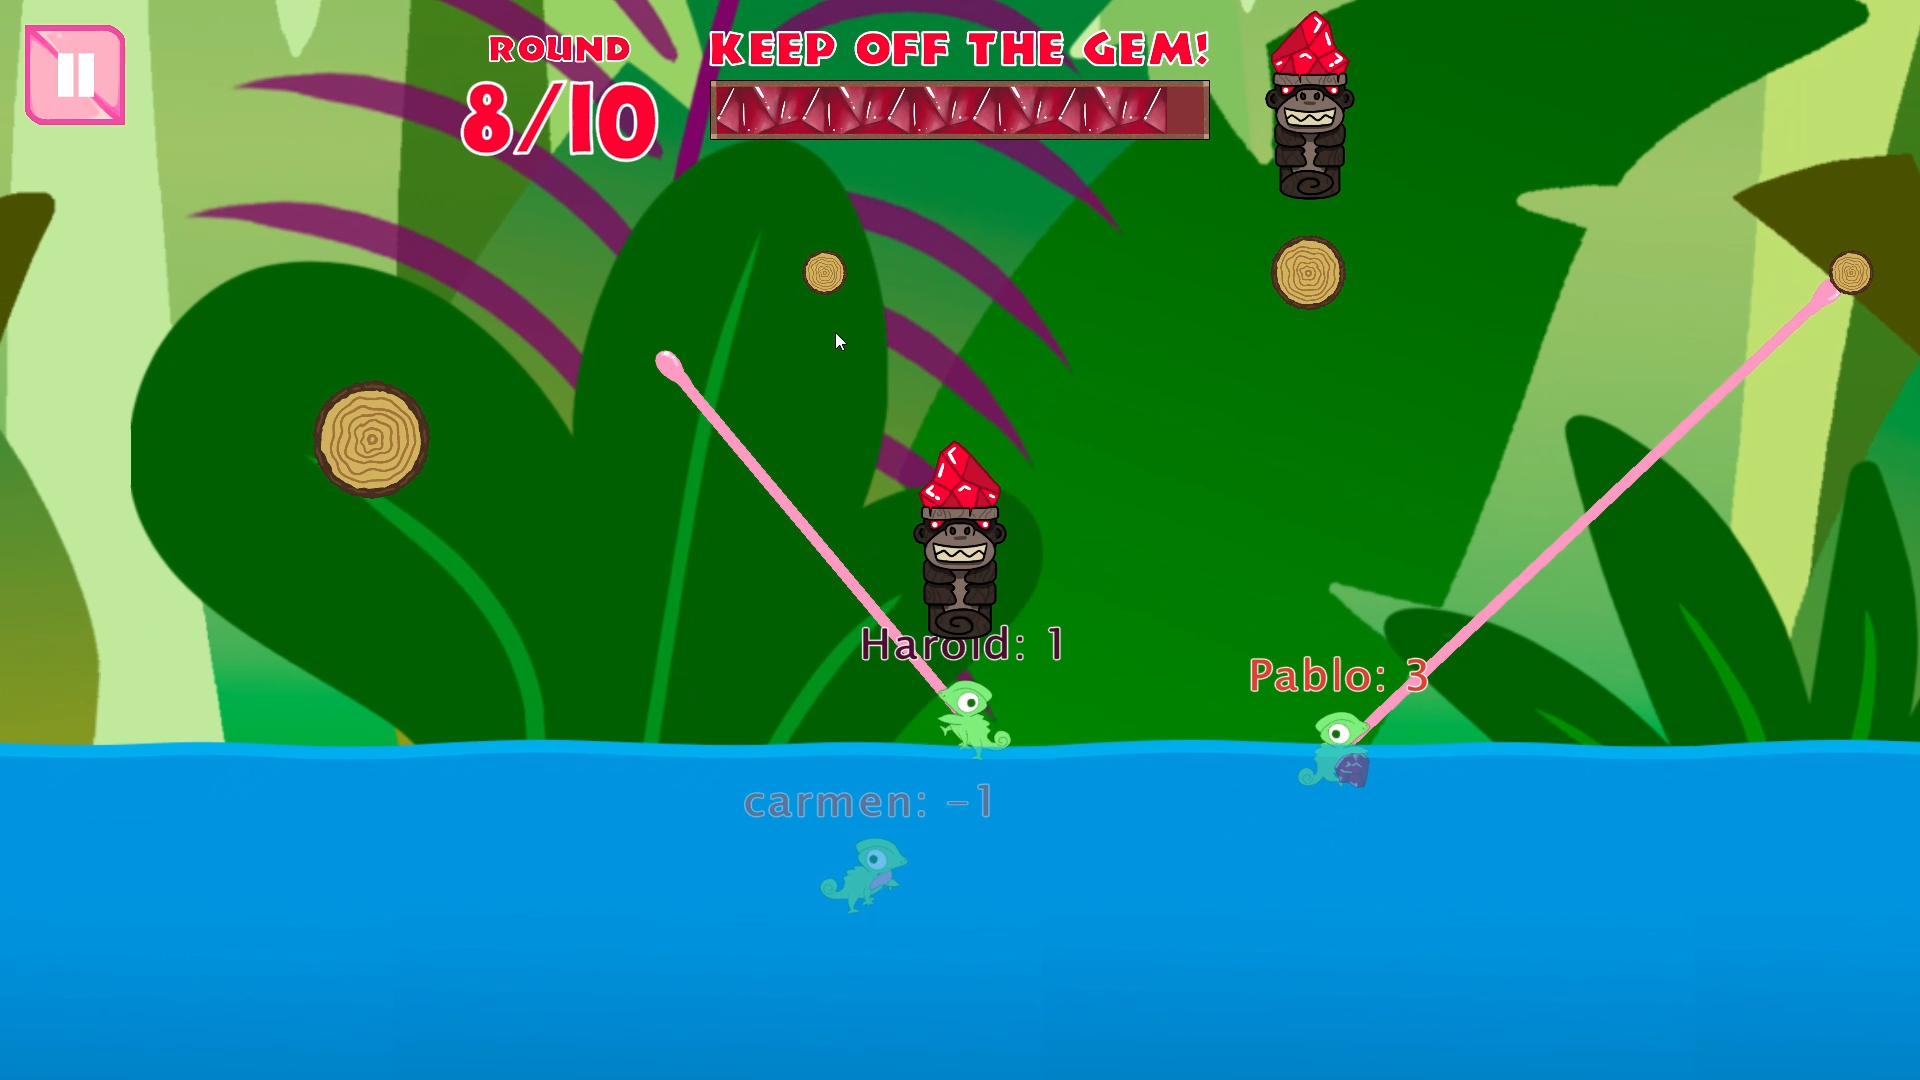 ROUND
8/10
KEEP OFF THE GEM!
Harold: 1
Pablo: 3
carmen: -1